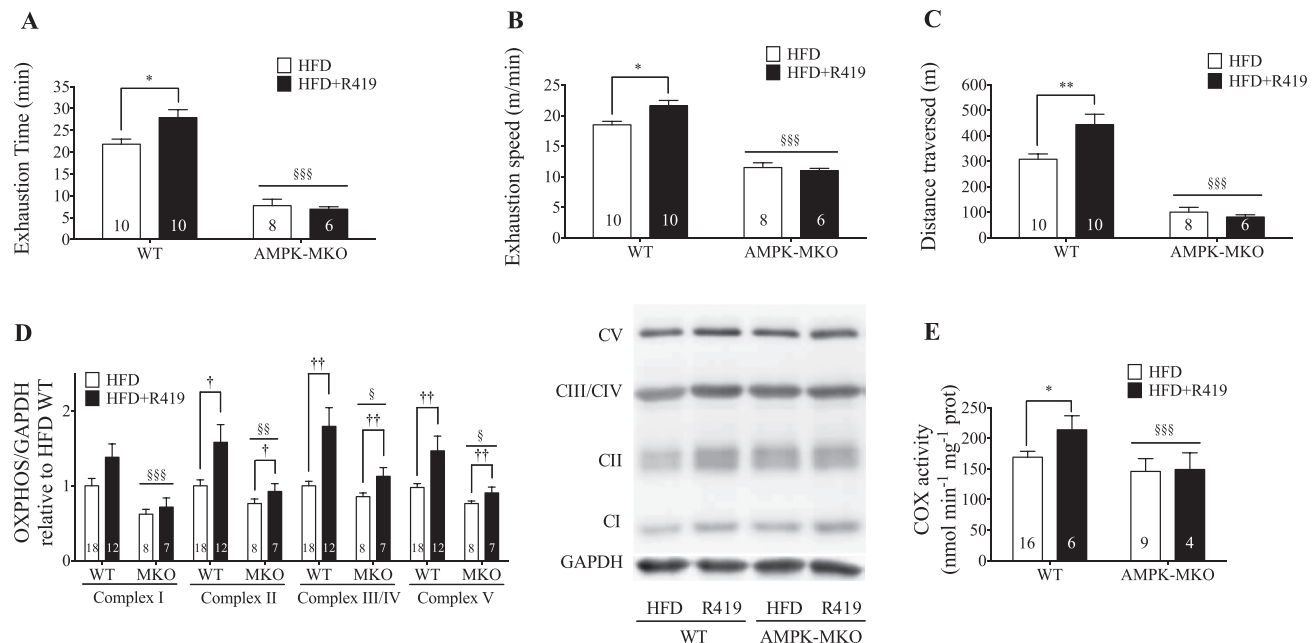 A
HFD
HFD+R419
Exhaustion Time (min)
40
35
30
25
20
15
10
5
0
*
§§§
10
10
8
6
WT
AMPK-MKO
B
HFD
HFD+R419
Exhaustion speed (m/min)
25
20
15
10
5
0
*
§§§
10
10
8
6
WT
AMPK-MKO
C
HFD
HFD+R419
Distance traversed (m)
600
500
400
300
200
100
0
**
§§§
10
10
8
6
WT
AMPK-MKO
D
HFD
HFD+R419
OXPHOS/GAPDH
relative to HFD WT
2
1
0
§§§
†
§§
†
††
§
††
††
§
††
18
12
8
7
18
12
8
7
18
12
8
7
18
12
8
7
WT
MKO
WT
MKO
WT
MKO
WT
MKO
Complex I
Complex II
Complex III/IV
Complex V
CV
CIII/CIV
CII
CI
GAPDH
HFD
R419
HFD
R419
WT
AMPK-MKO
E
HFD
HFD+R419
COX activity
(nmol min⁻¹ mg⁻¹ prot)
250
200
150
100
50
0
*
§§§
16
6
9
4
WT
AMPK-MKO